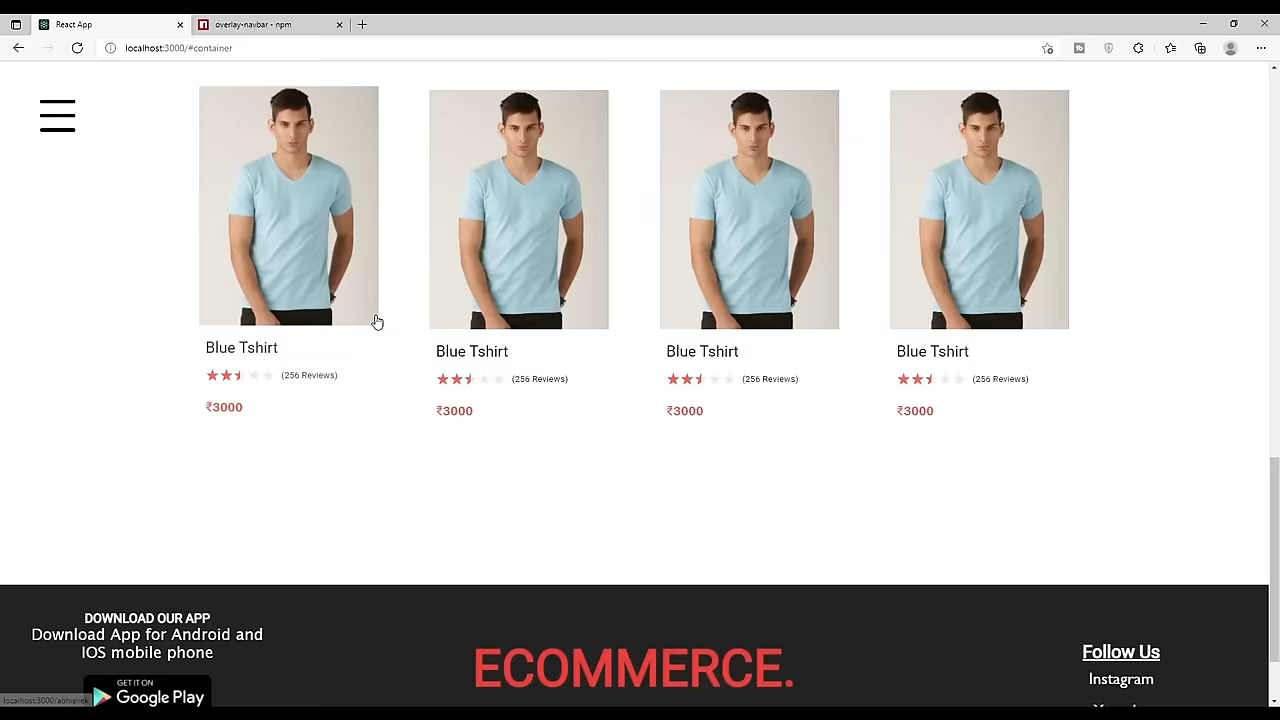 React App
overlay-navbar - npm
localhost:3000/#container
Blue Tshirt
(256 Reviews)
₹3000
Blue Tshirt
(256 Reviews)
₹3000
Blue Tshirt
(256 Reviews)
₹3000
Blue Tshirt
(256 Reviews)
₹3000
DOWNLOAD OUR APP
Download App for Android and
IOS mobile phone
GET IT ON
Google Play
ECOMMERCE.
Follow Us
Instagram
localhost:3000/abhishek